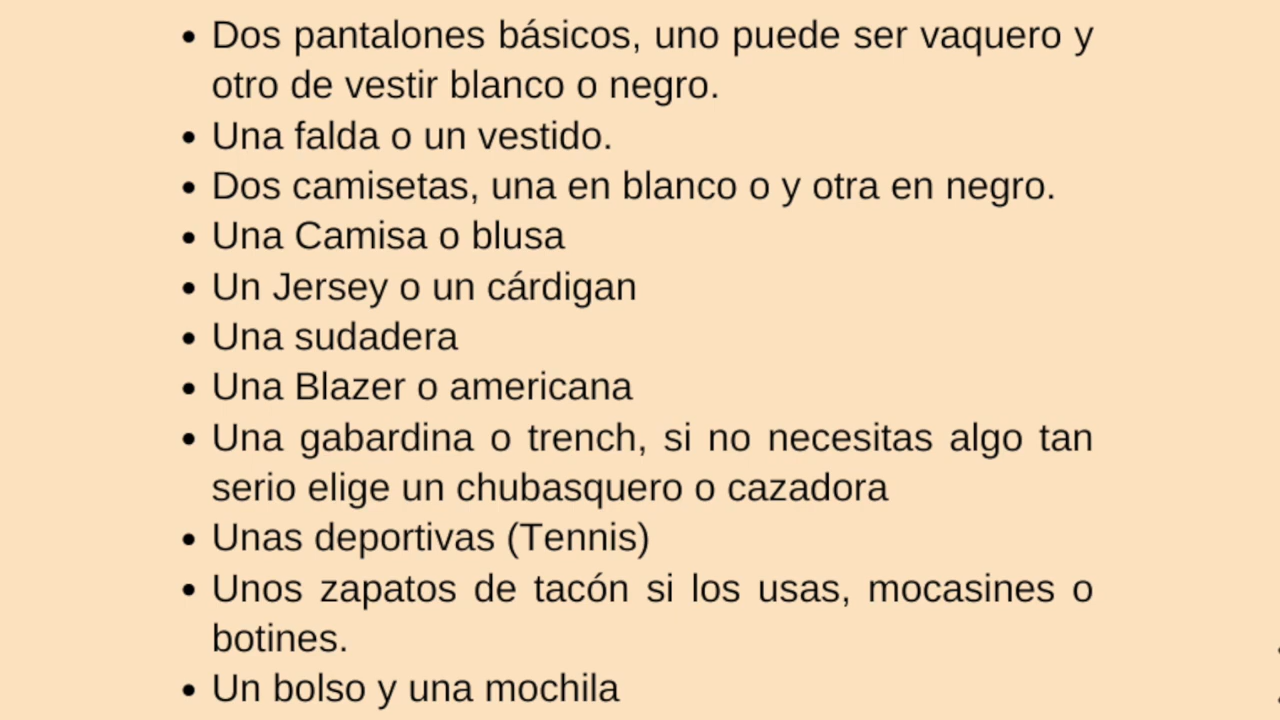 • Dos pantalones básicos, uno puede ser vaquero y
otro de vestir blanco o negro.
• Una falda o un vestido.
• Dos camisetas, una en blanco o y otra en negro.
• Una Camisa o blusa
• Un Jersey o un cárdigan
• Una sudadera
• Una Blazer o americana
• Una gabardina o trench, si no necesitas algo tan
serio elige un chubasquero o cazadora
• Unas deportivas (Tennis)
• Unos zapatos de tacón si los usas, mocasines o
botines.
• Un bolso y una mochila